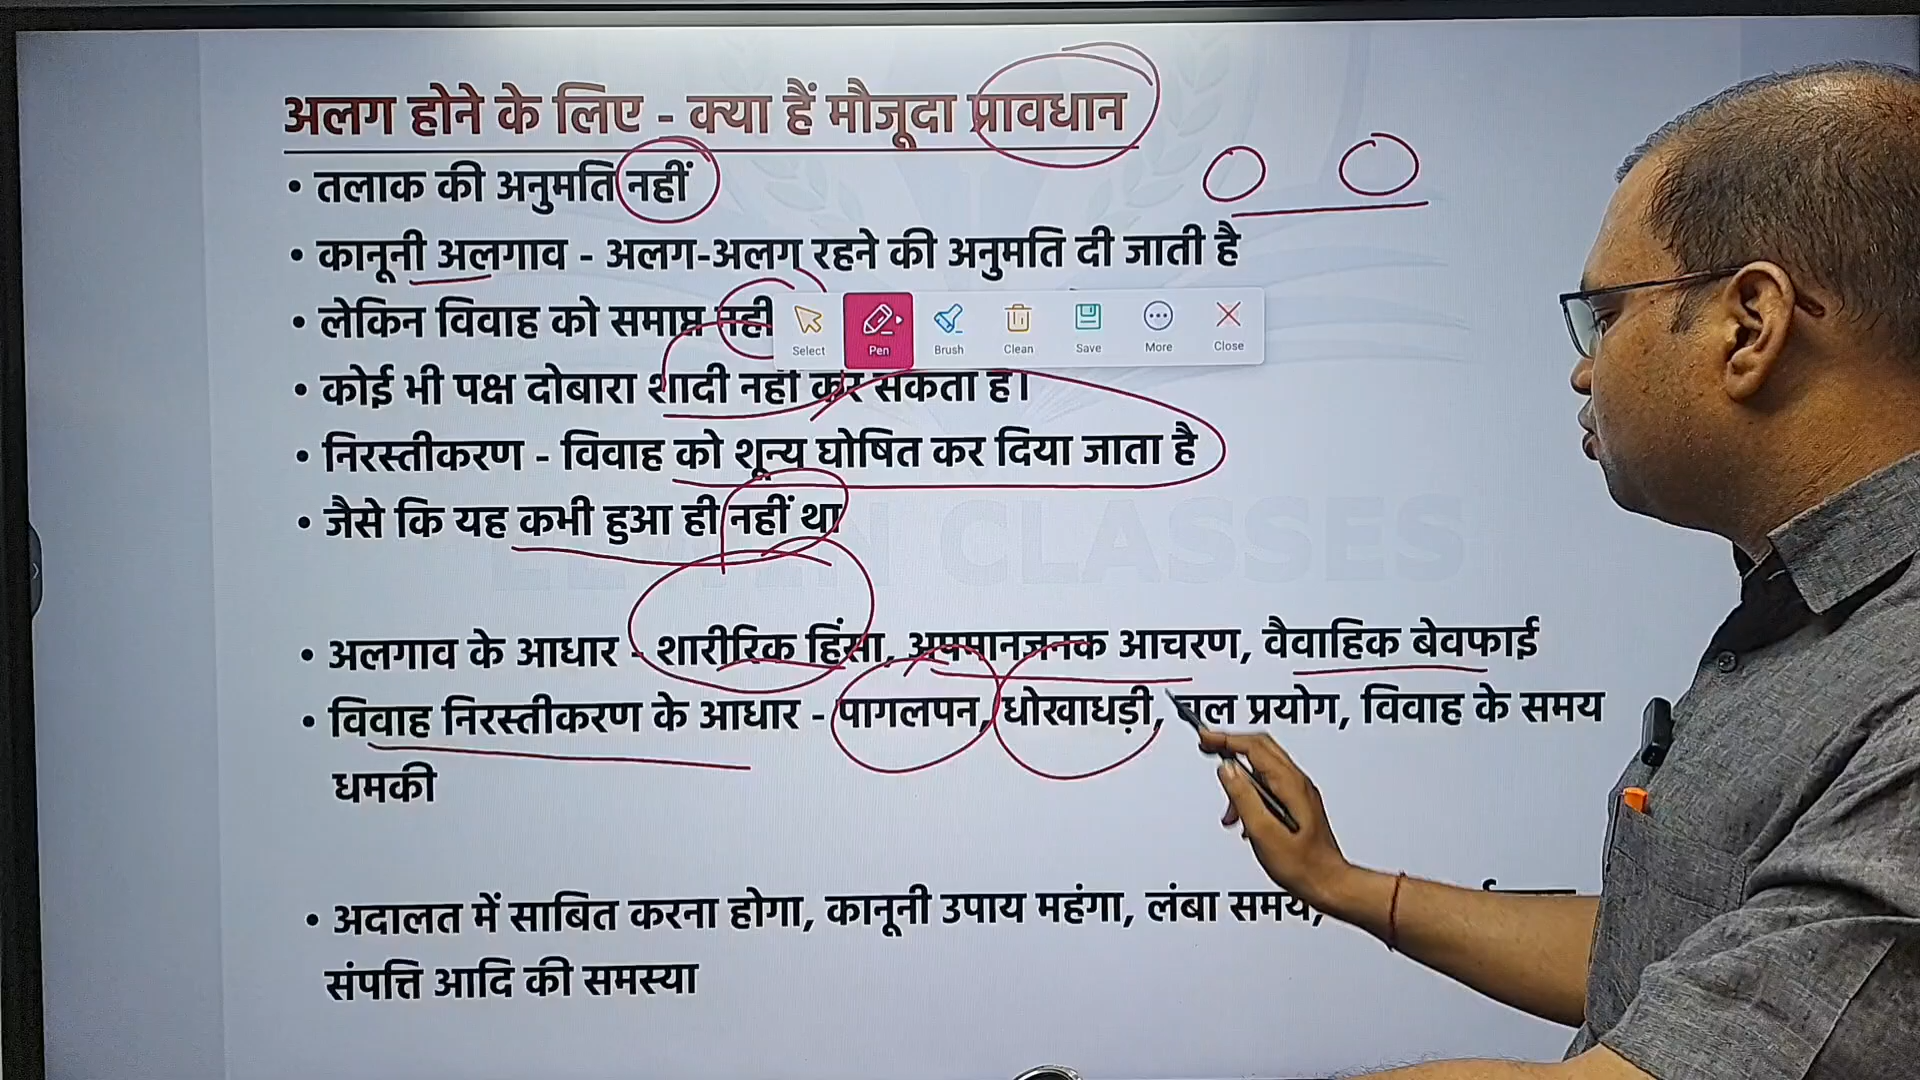 अलग होने के लिए - क्या हैं मौजूदा प्रावधान
• तलाक की अनुमति नहीं
• कानूनी अलगाव - अलग-अलग रहने की अनुमति दी जाती है
• लेकिन विवाह को समाप्त नहीं
Select Pen Brush Clean Save More Close
• कोई भी पक्ष दोबारा शादी नहीं कर सकता है।
• निरस्तीकरण - विवाह को शून्य घोषित कर दिया जाता है
• जैसे कि यह कभी हुआ ही नहीं था
CLASSES
• अलगाव के आधार - शारीरिक हिंसा, अपमानजनक आचरण, वैवाहिक बेवफाई
• विवाह निरस्तीकरण के आधार - पागलपन, धोखाधड़ी, बल प्रयोग, विवाह के समय
धमकी
• अदालत में साबित करना होगा, कानूनी उपाय महंगा, लंबा समय,
संपत्ति आदि की समस्या